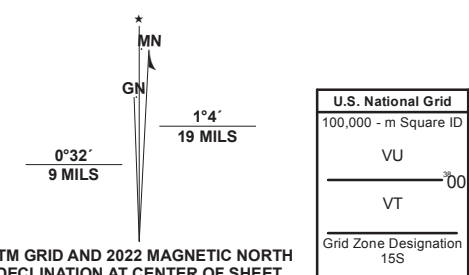 ★
MN
GN
1°4´
19 MILS
0°32´
9 MILS
TM GRID AND 2022 MAGNETIC NORTH
DECLINATION AT CENTER OF SHEET
U.S. National Grid
100,000 - m Square ID
VU
3800
VT
Grid Zone Designation
15S